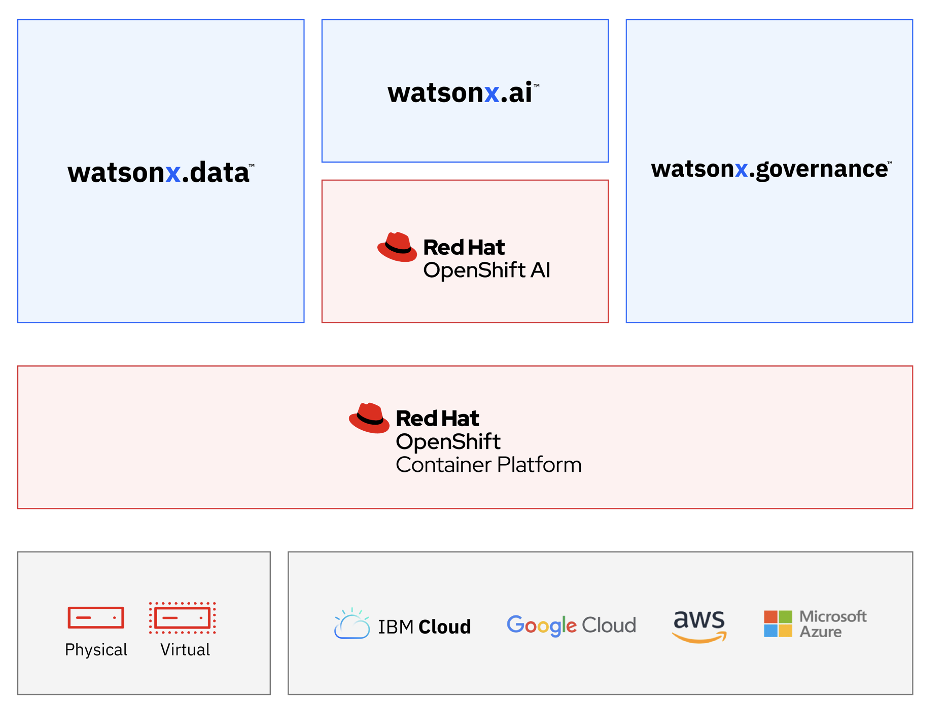 watsonx.data™
watsonx.ai™
watsonx.governance™
Red Hat
OpenShift AI
Red Hat
OpenShift
Container Platform
Physical
Virtual
IBM Cloud
Google Cloud
aws
Microsoft
Azure